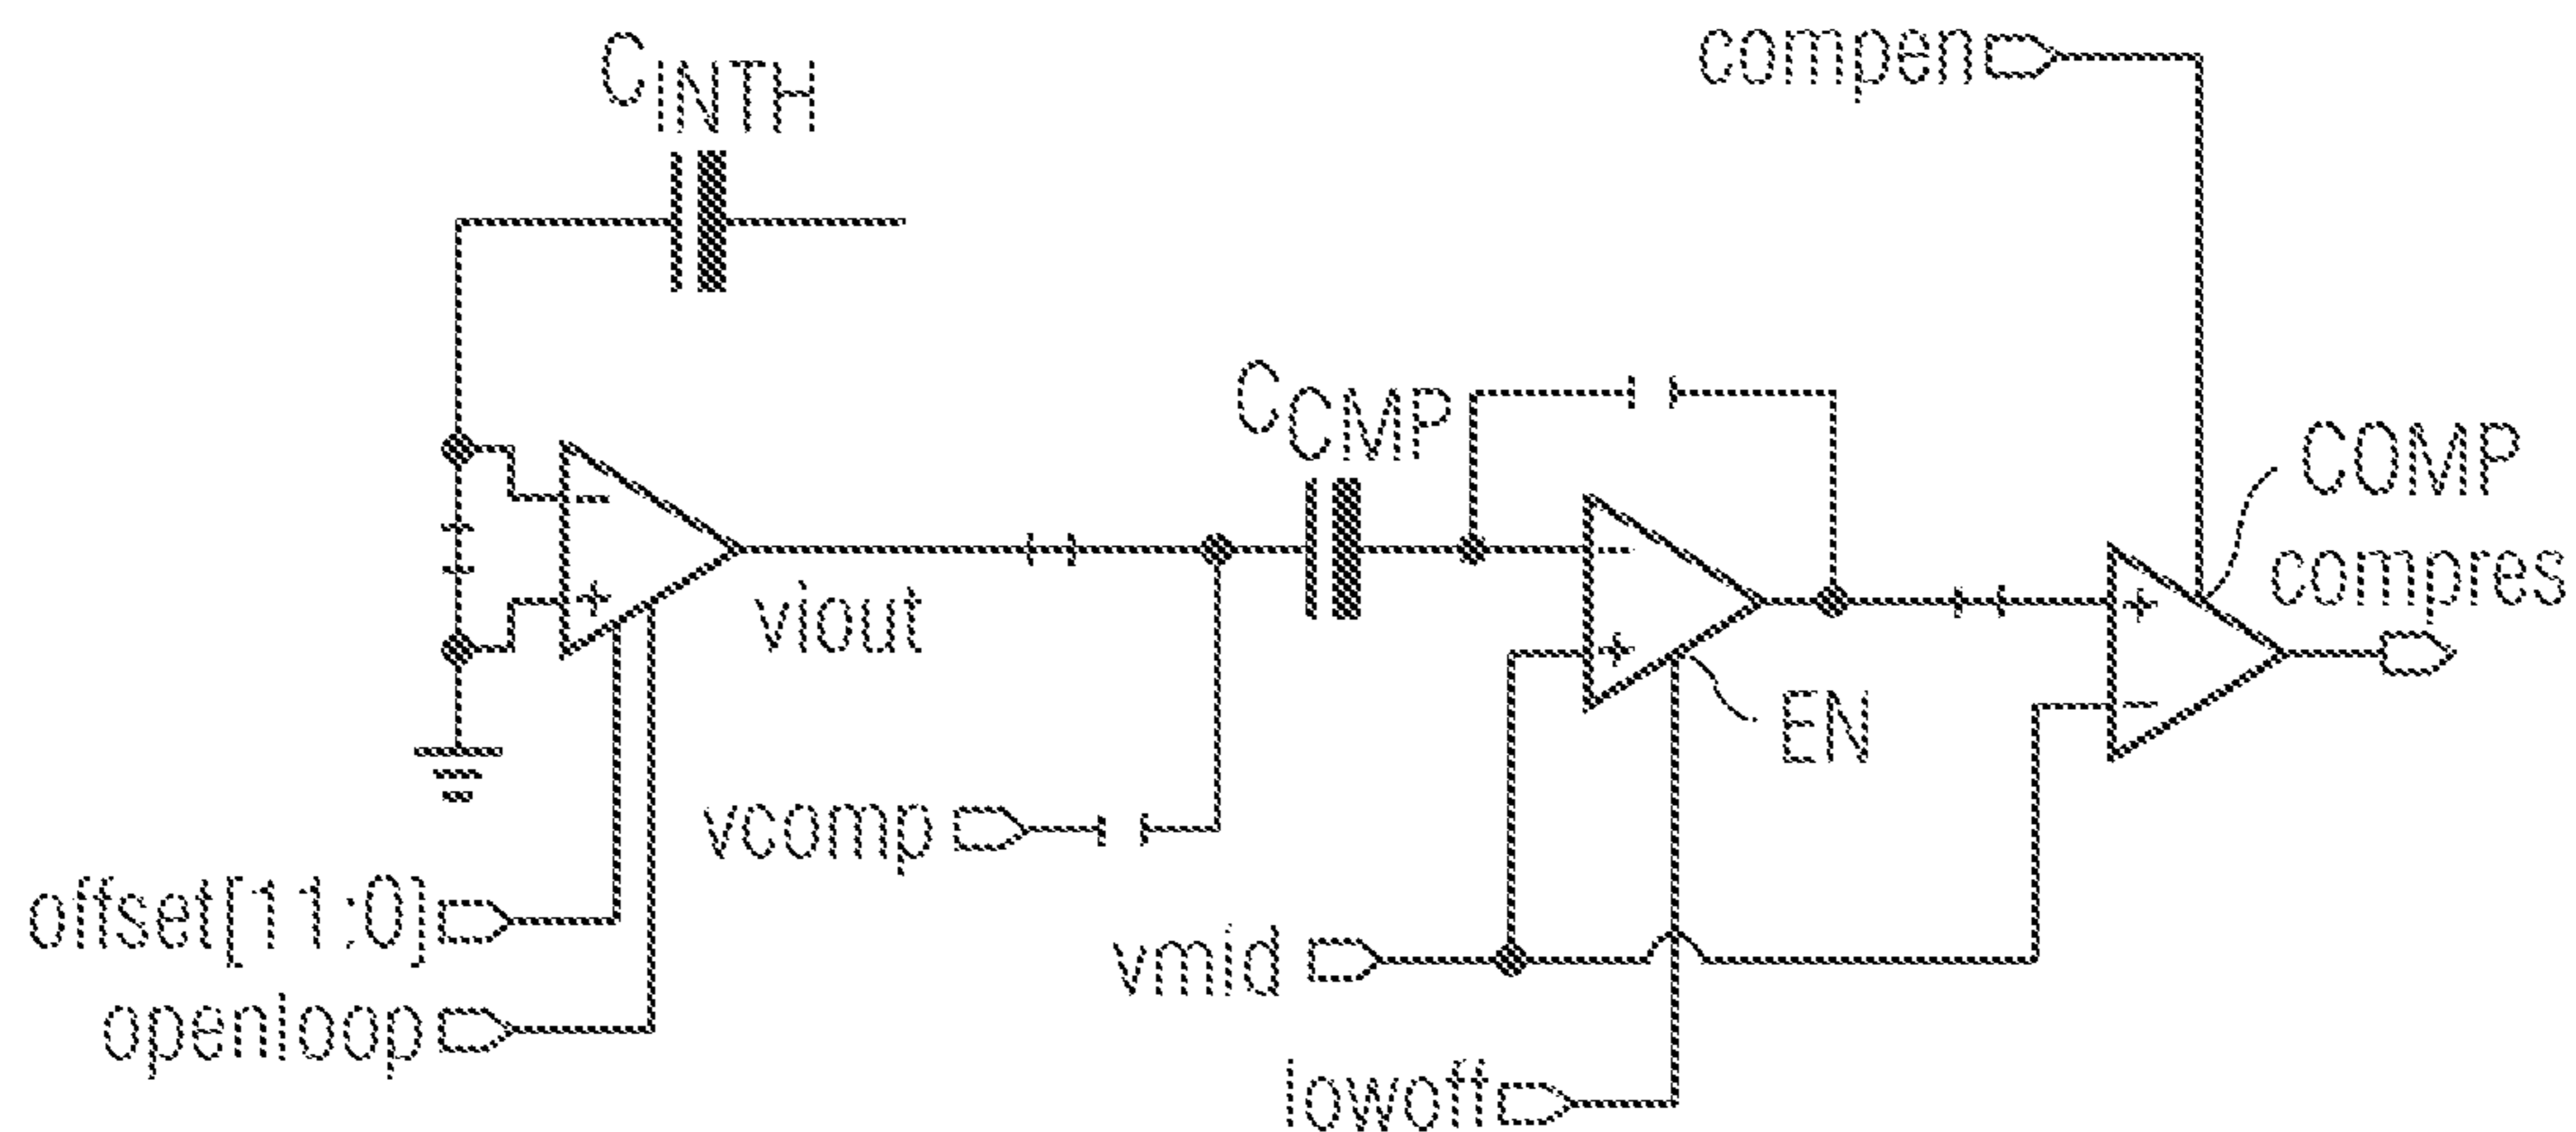 compen
CINTH
CCMP
COMP
compres
viout
EN
vcomp
offset[11:0]
vmid
openloop
lowoff